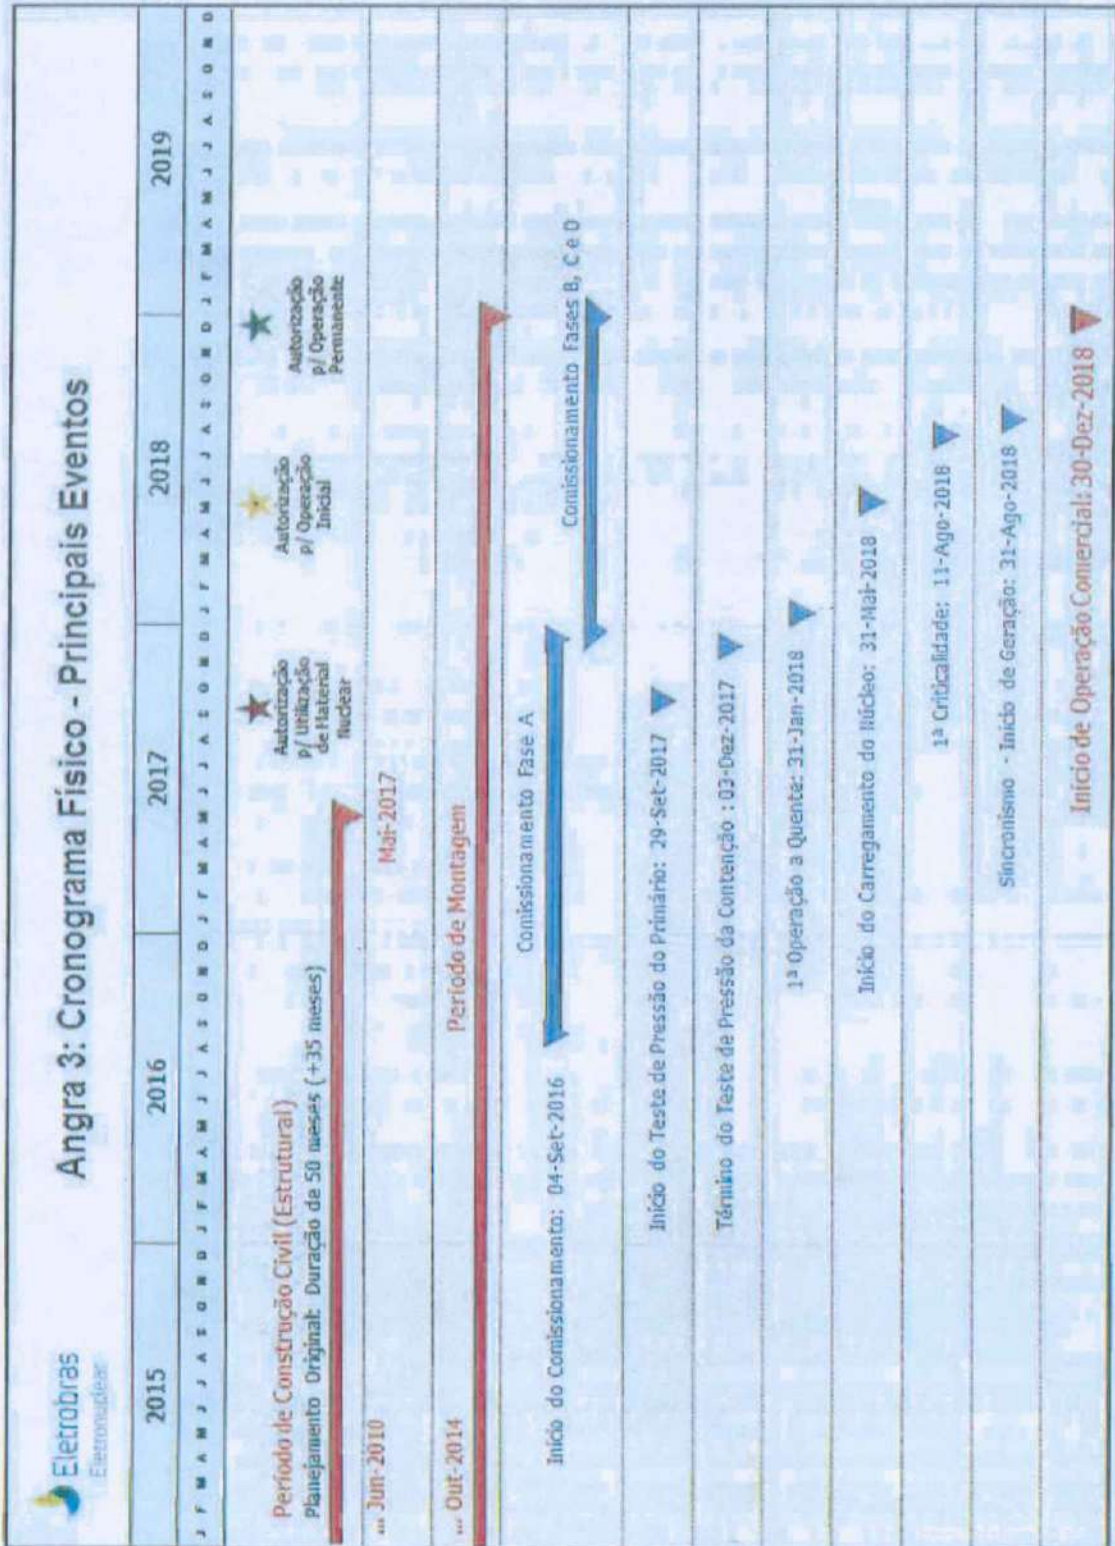 Eletrobras
Eletronuclear
Angra 3: Cronograma Físico - Principais Eventos
2015 2016 2017 2018 2019
J F M A M J J A S O N D J F M A M J J A S O N D J F M A M J J A S O N D J F M A M J J A S O N D J F M A M J J A S O N D
Autorização
p/ Utilização
de Material
Nuclear
Autorização
p/ Operação
Inicial
Autorização
p/ Operação
Permanente
Período de Construção Civil (Estrutural)
Planejamento Original: Duração de 50 meses (+35 meses)
... Jun-2010
Mai-2017
... Out-2014
Período de Montagem
Comissionamento Fase A
Início do Comissionamento: 04-Set-2016
Comissionamento Fases B, C e D
Início do Teste de Pressão do Primário: 29-Set-2017
Término do Teste de Pressão da Contenção : 03-Dez-2017
1ª Operação a Quente: 31-Jan-2018
Início do Carregamento do Núcleo: 31-Mai-2018
1ª Criticalidade: 11-Ago-2018
Sincronismo - Início de Geração: 31-Ago-2018
Início de Operação Comercial: 30-Dez-2018